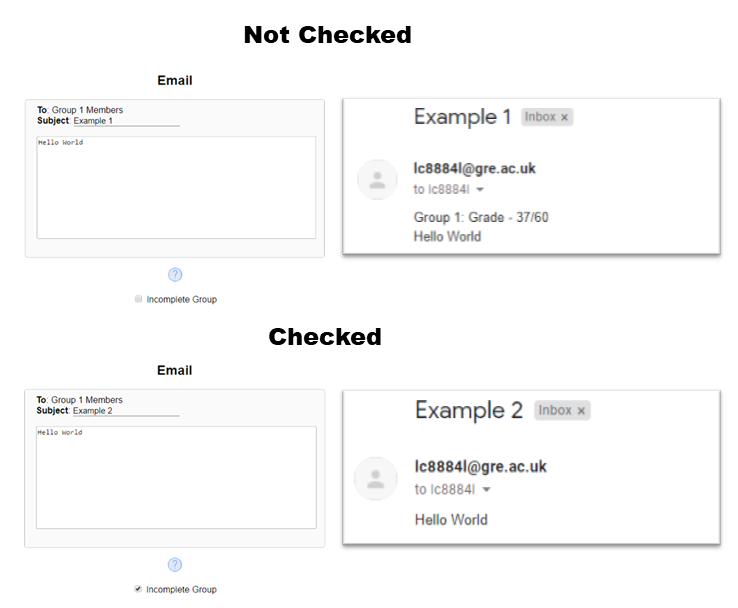 Not Checked
Email
To: Group 1 Members
Subject: Example 1
Hello World
?
Incomplete Group
Example 1 Inbox ×
lc8884l@gre.ac.uk
to lc8884l
Group 1: Grade - 37/60
Hello World
Checked
Email
To: Group 1 Members
Subject: Example 2
Hello World
?
Incomplete Group
Example 2 Inbox ×
lc8884l@gre.ac.uk
to lc8884l
Hello World